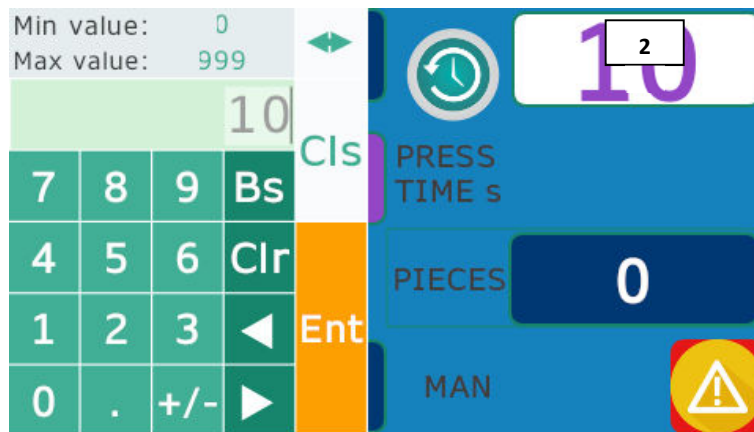 Min value: 0
Max value: 999
10
Cls
7 8 9 Bs
4 5 6 Clr
1 2 3
Ent
0 . +/-
10
2
PRESS
TIME s
PIECES 0
MAN